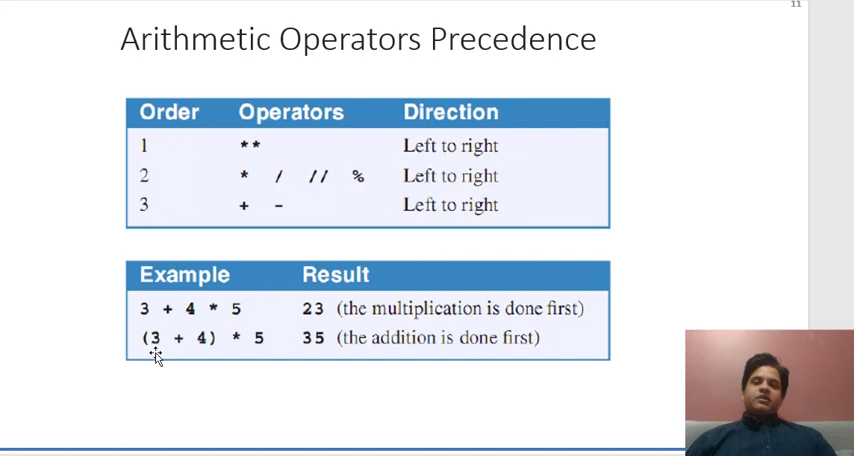 11
Arithmetic Operators Precedence
Order Operators Direction
1 ** Left to right
2 * / // % Left to right
3 + - Left to right
Example Result
3 + 4 * 5 23 (the multiplication is done first)
(3 + 4) * 5 35 (the addition is done first)